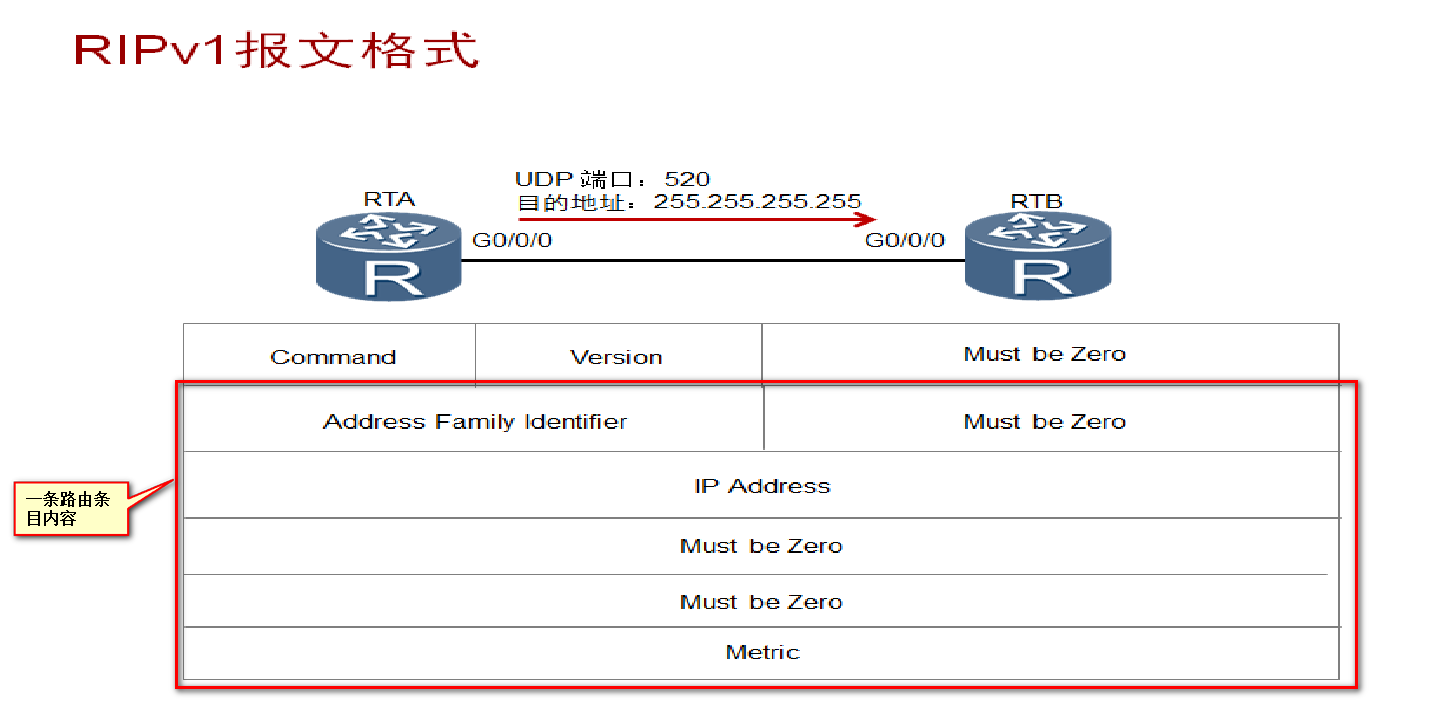 RIPv1报文格式
UDP 端口：520
目的地址：255.255.255.255
RTA
RTB
G0/0/0
G0/0/0
R
R
Command
Version
Must be Zero
Address Family Identifier
Must be Zero
一条路由条
目内容
IP Address
Must be Zero
Must be Zero
Metric